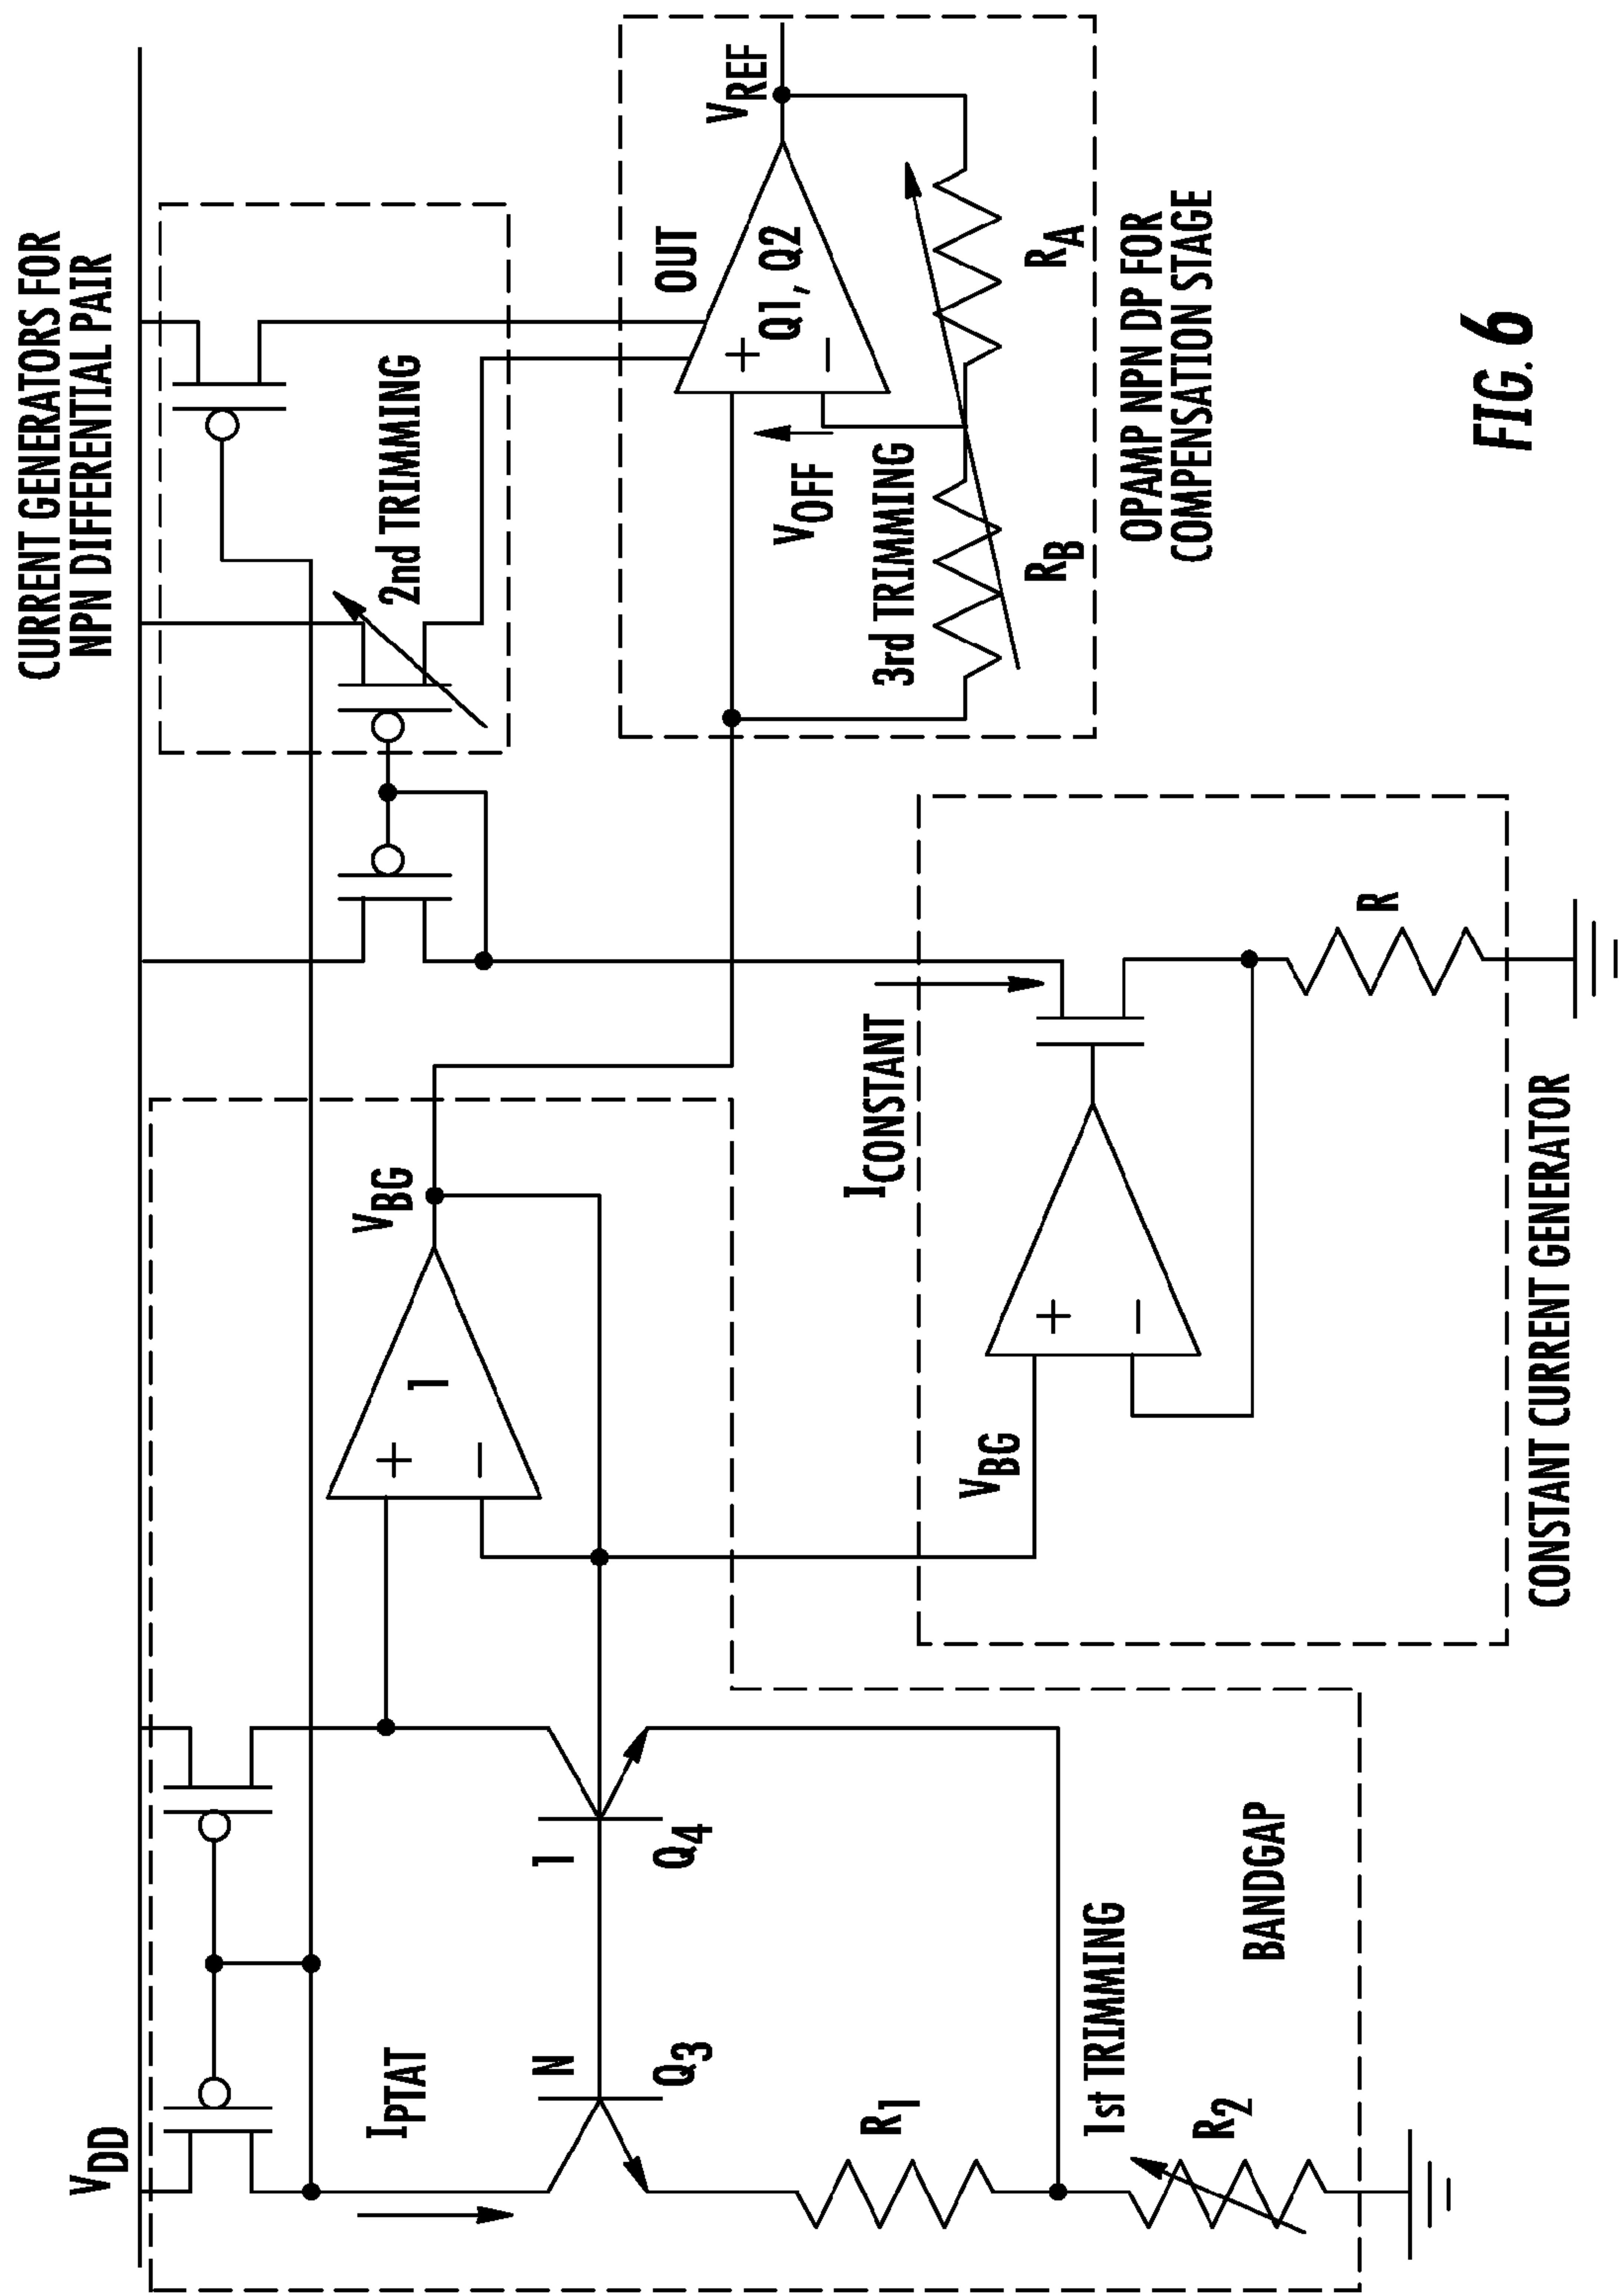 CURRENT GENERATORS FOR
NPN DIFFERENTIAL PAIR
VDD
IPTAT
N
Q3
1
Q4
R1
1st TRIMMING
R2
BANDGAP
+
−
1
VBG
VBG
+
−
ICONSTANT
R
CONSTANT CURRENT GENERATOR
2nd TRIMMING
OUT
+
−
Q1, Q2
VREF
VOFF
3rd TRIMMING
RB
RA
OPAMP NPN DP FOR
COMPENSATION STAGE
FIG. 6